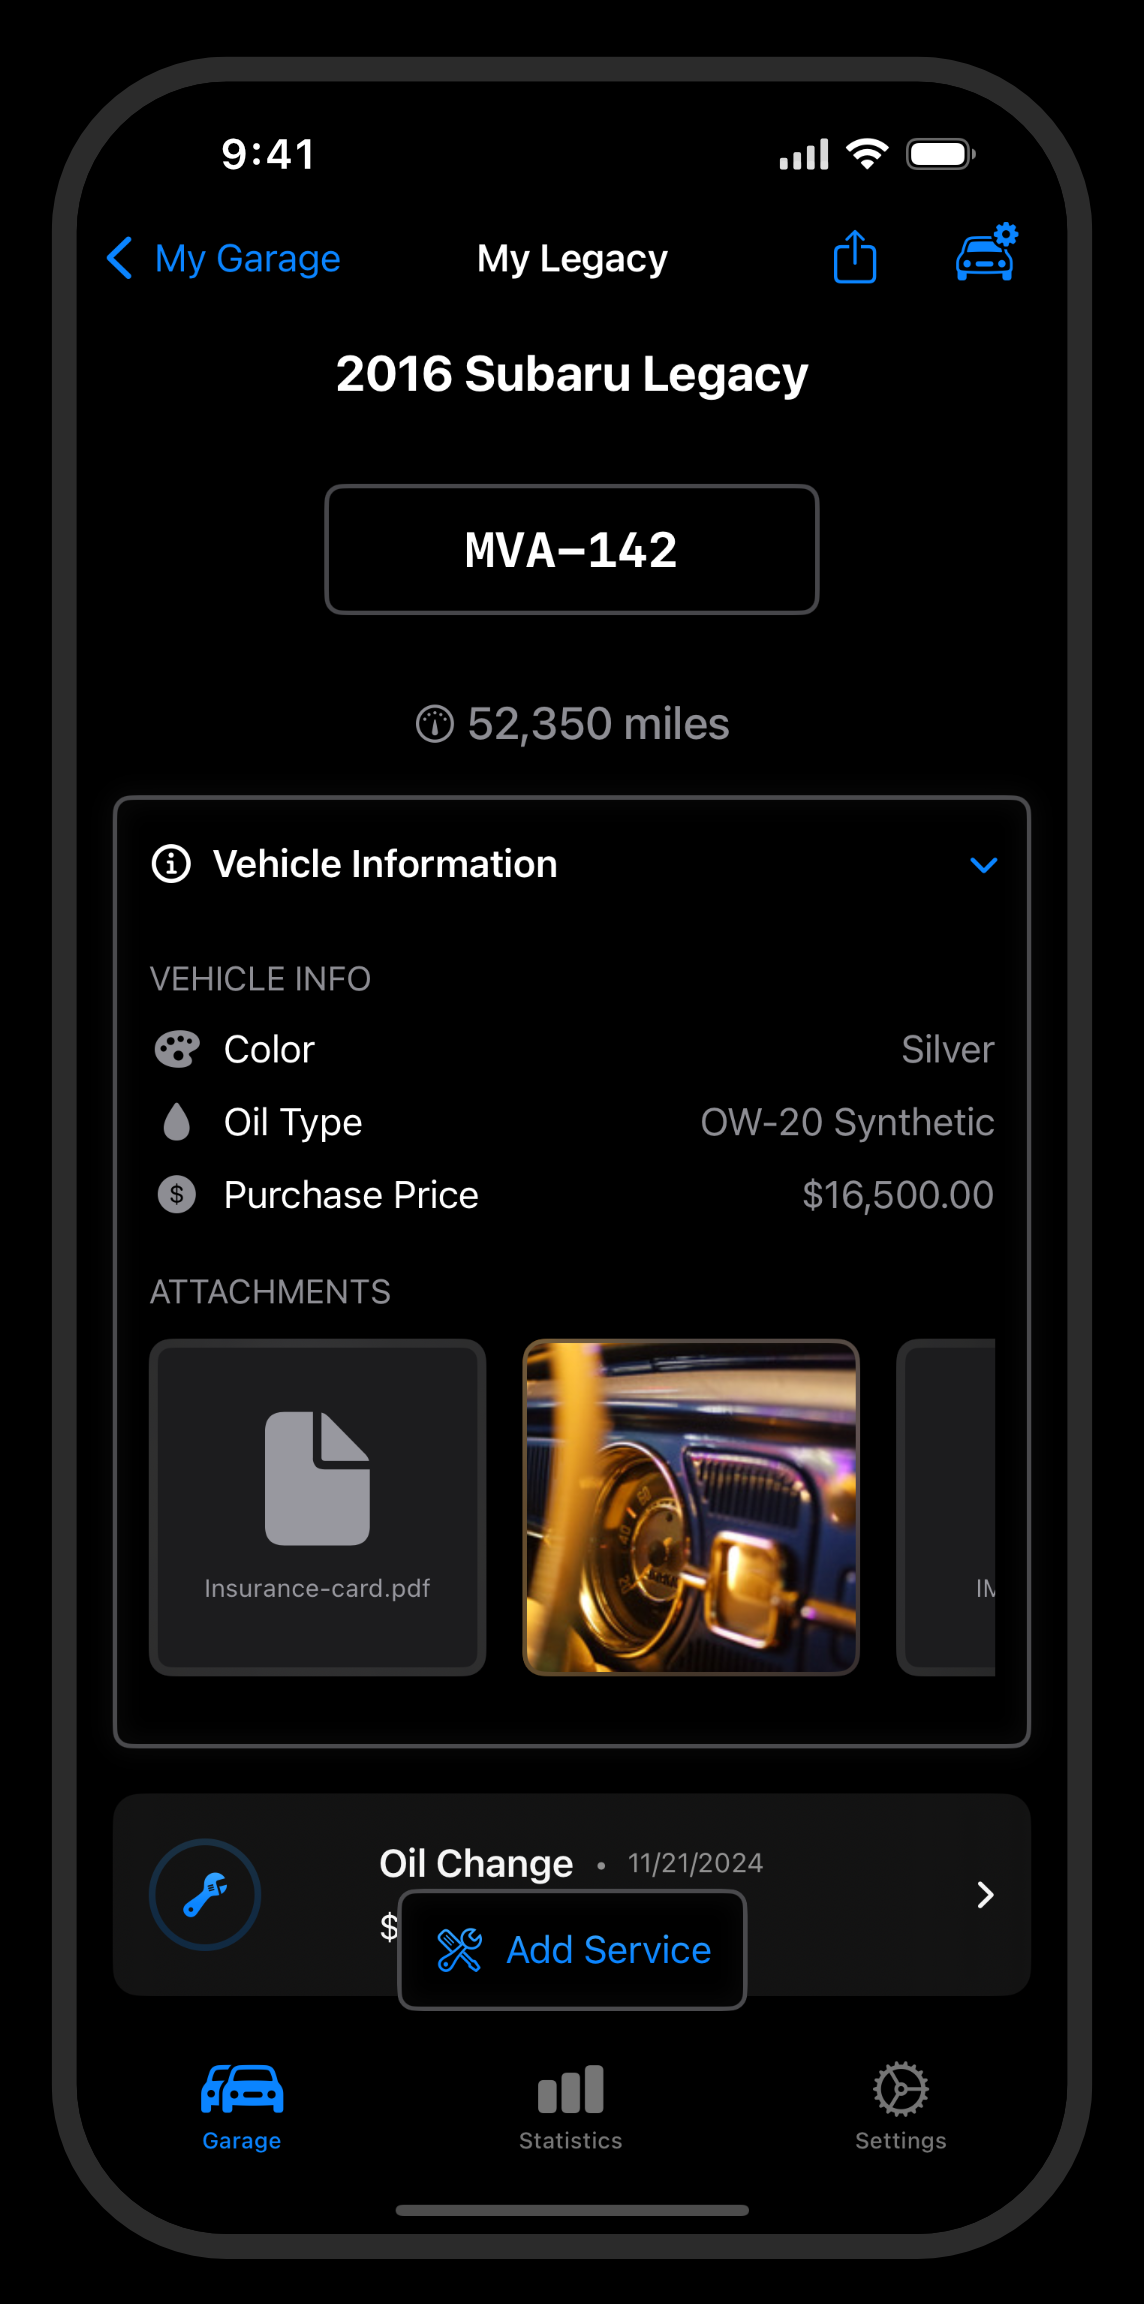 9:41
My Garage
My Legacy
2016 Subaru Legacy
MVA-142
52,350 miles
Vehicle Information
VEHICLE INFO
Color Silver
Oil Type OW-20 Synthetic
Purchase Price $16,500.00
ATTACHMENTS
Insurance-card.pdf
Oil Change • 11/21/2024
$
Add Service
Garage
Statistics
Settings